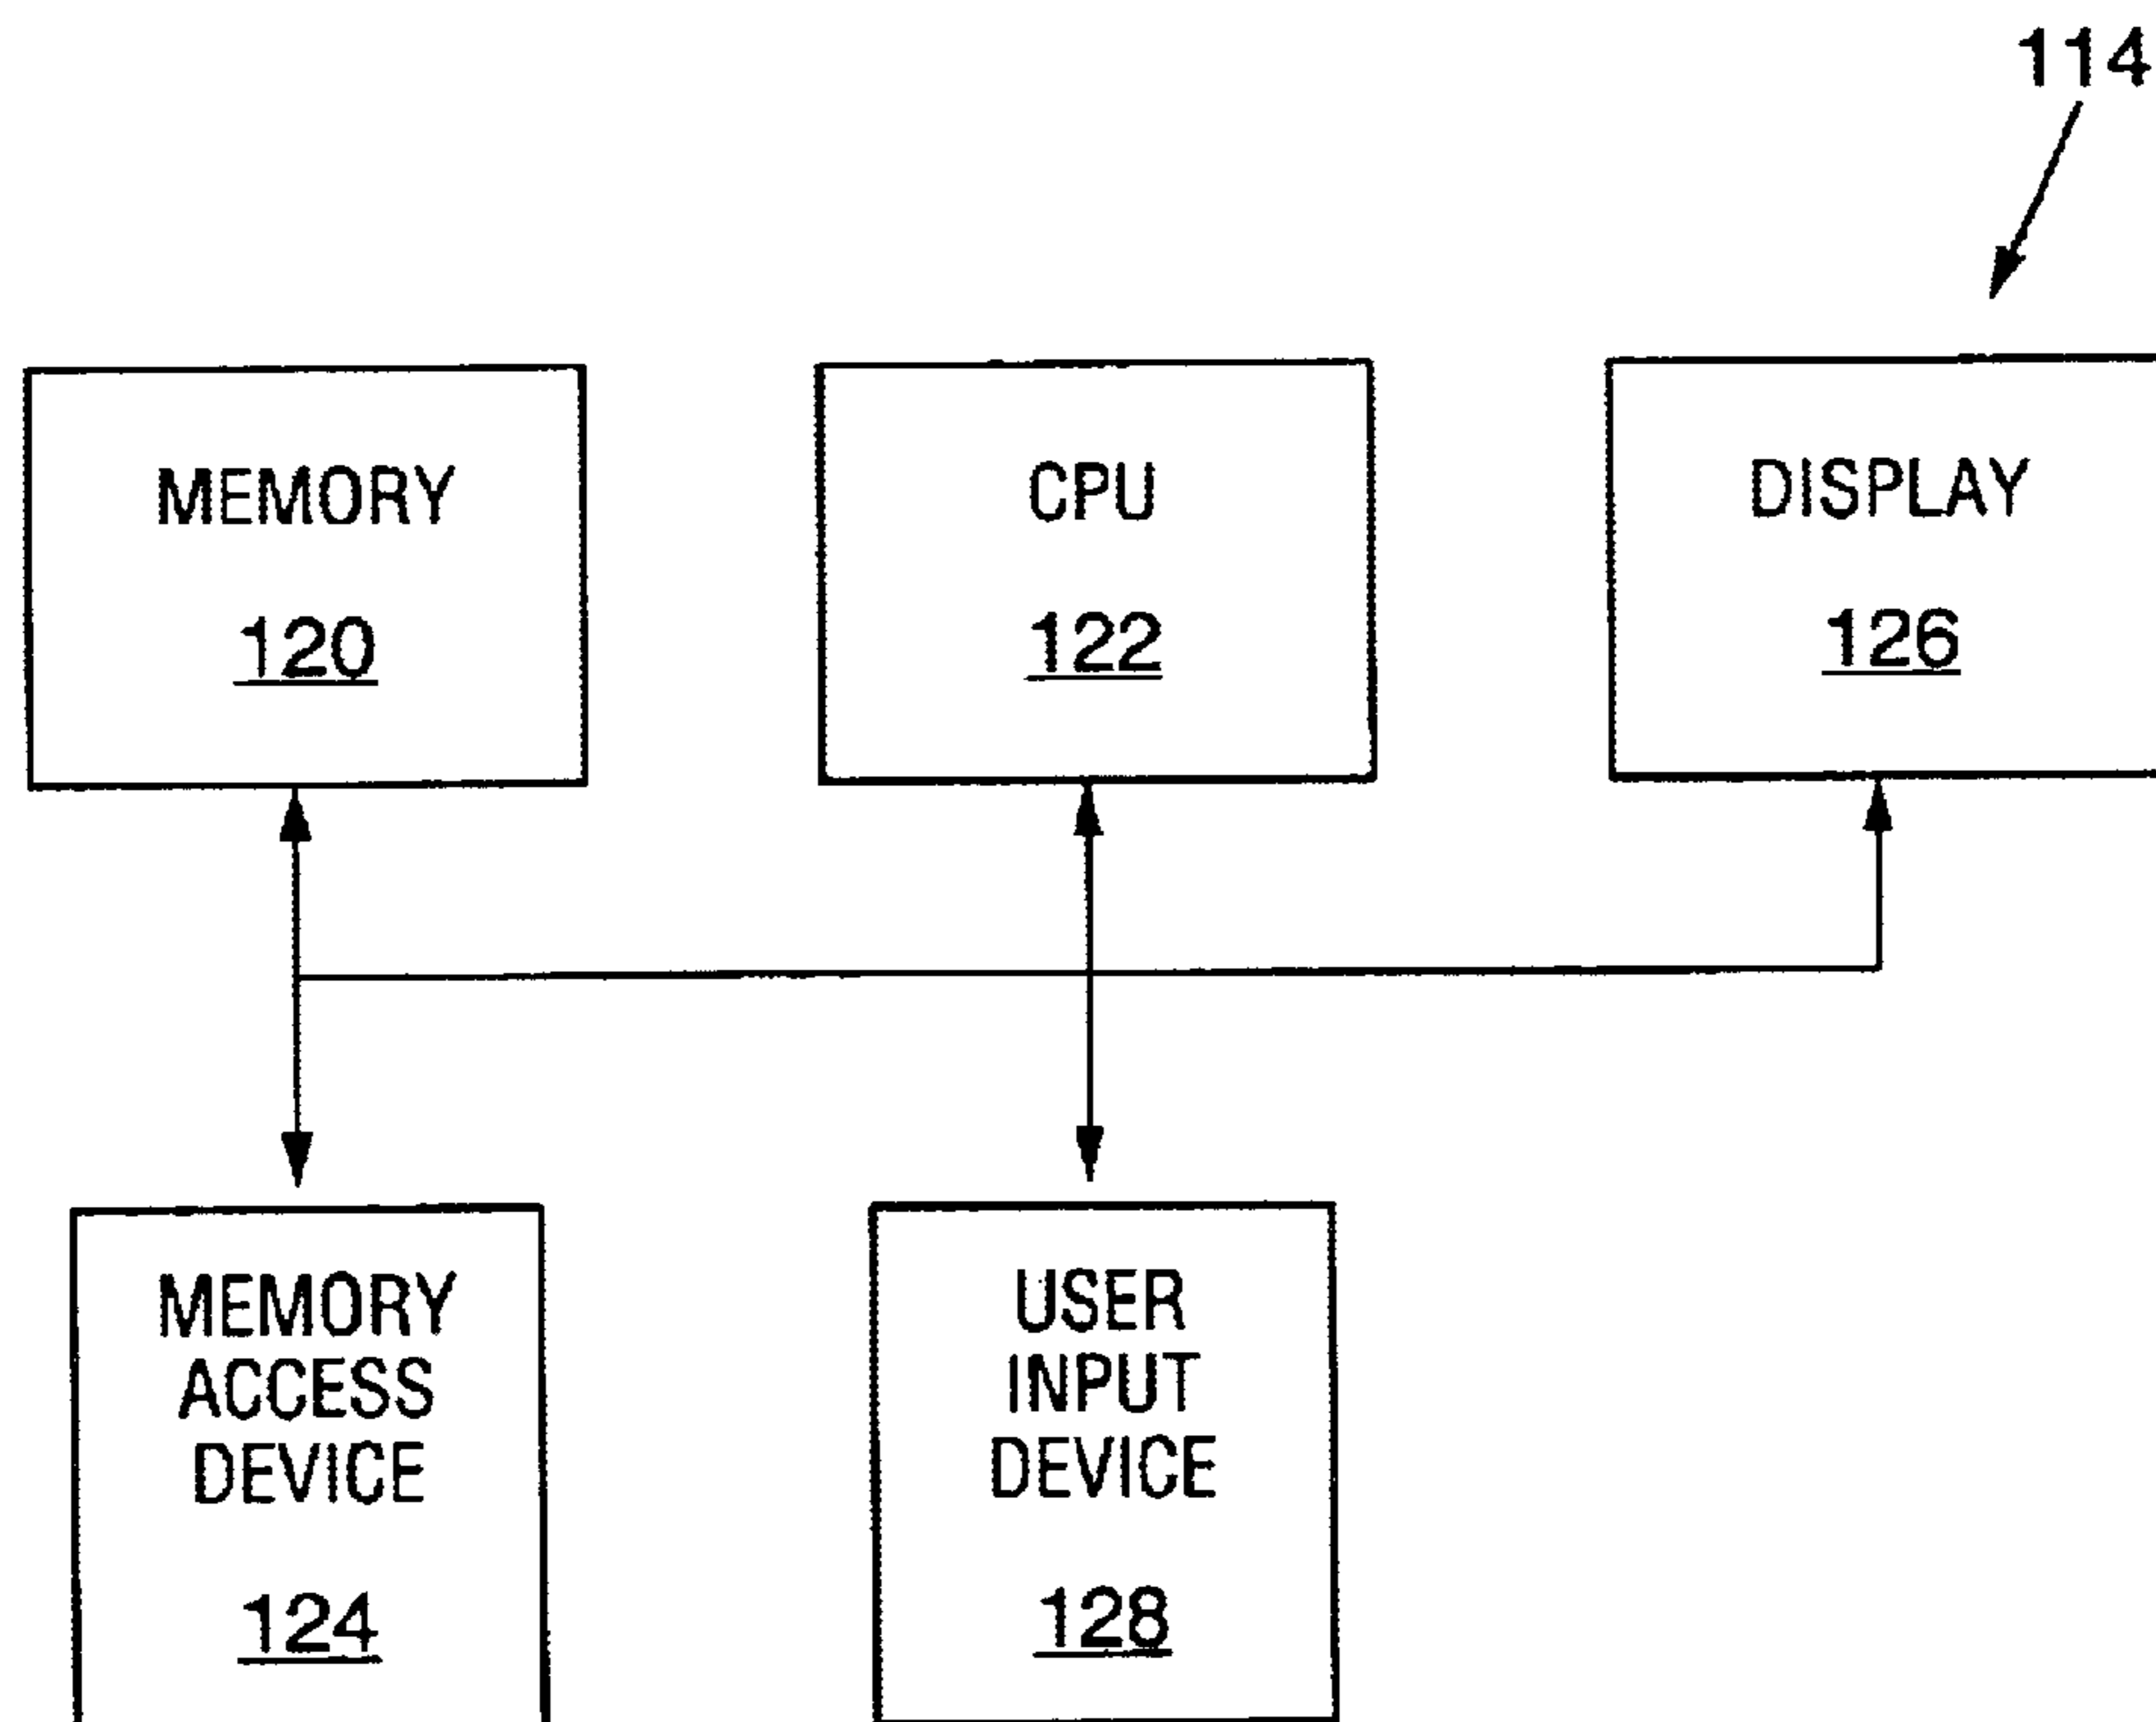 114
MEMORY
120
CPU
122
DISPLAY
126
MEMORY
ACCESS
DEVICE
124
USER
INPUT
DEVICE
128